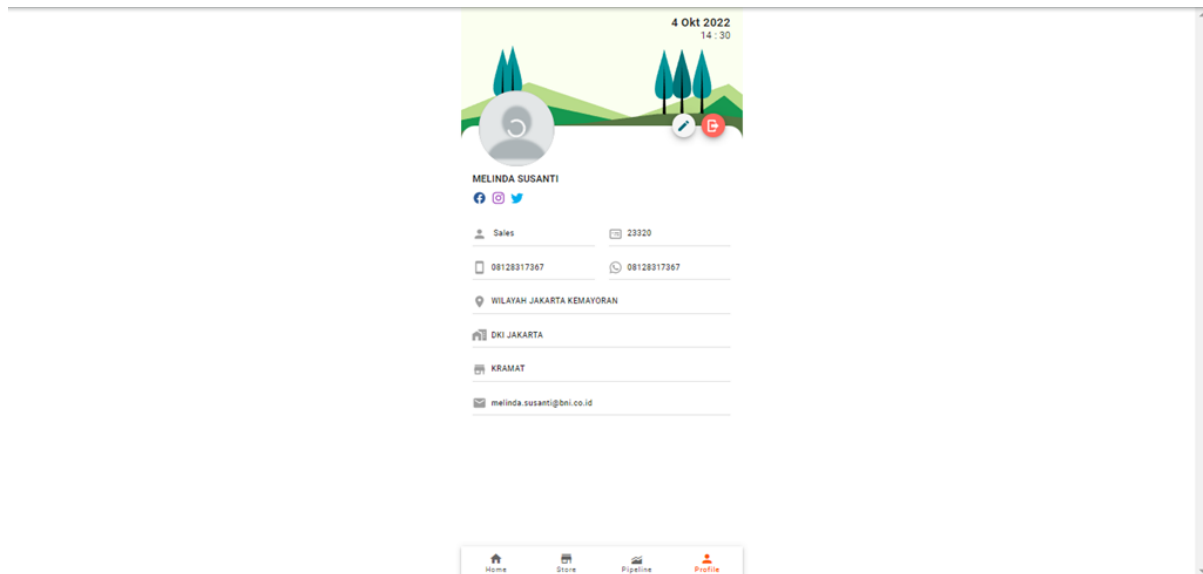 4 Okt 2022
14 : 30
MELINDA SUSANTI
Sales
23320
08128317367
08128317367
WILAYAH JAKARTA KEMAYORAN
DKI JAKARTA
KRAMAT
melinda.susanti@bni.co.id
Home
Store
Pipeline
Profile